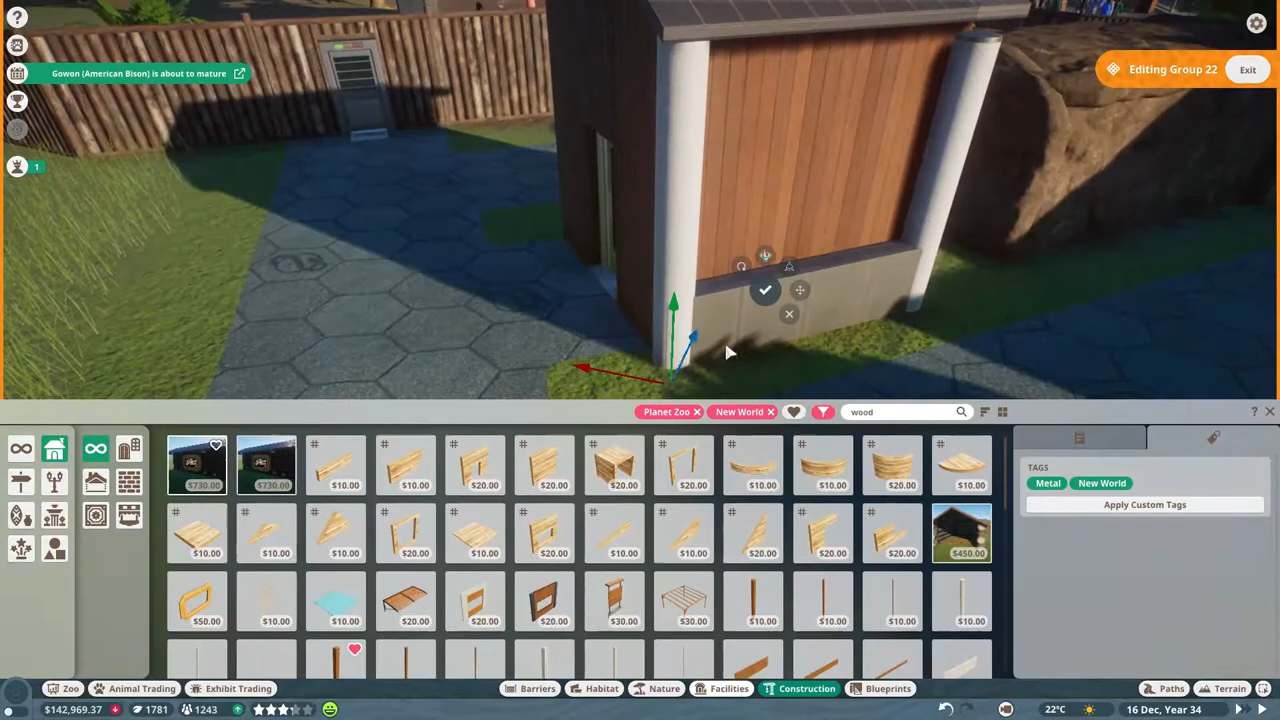 ?
Gowon (American Bison) is about to mature
1
Editing Group 22
Exit
Planet Zoo ×
New World ×
wood
? ×
$730.00 $730.00 $10.00 $10.00 $20.00 $20.00 $20.00 $20.00 $10.00 $10.00 $20.00 $10.00
$10.00 $10.00 $10.00 $20.00 $10.00 $20.00 $10.00 $10.00 $20.00 $20.00 $20.00 $450.00
$50.00 $10.00 $10.00 $20.00 $20.00 $20.00 $30.00 $30.00 $10.00 $10.00 $10.00 $10.00
TAGS
Metal New World
Apply Custom Tags
Zoo Animal Trading Exhibit Trading Barriers Habitat Nature Facilities Construction Blueprints Paths Terrain
$142,969.37 1781 1243 22°C 16 Dec, Year 34